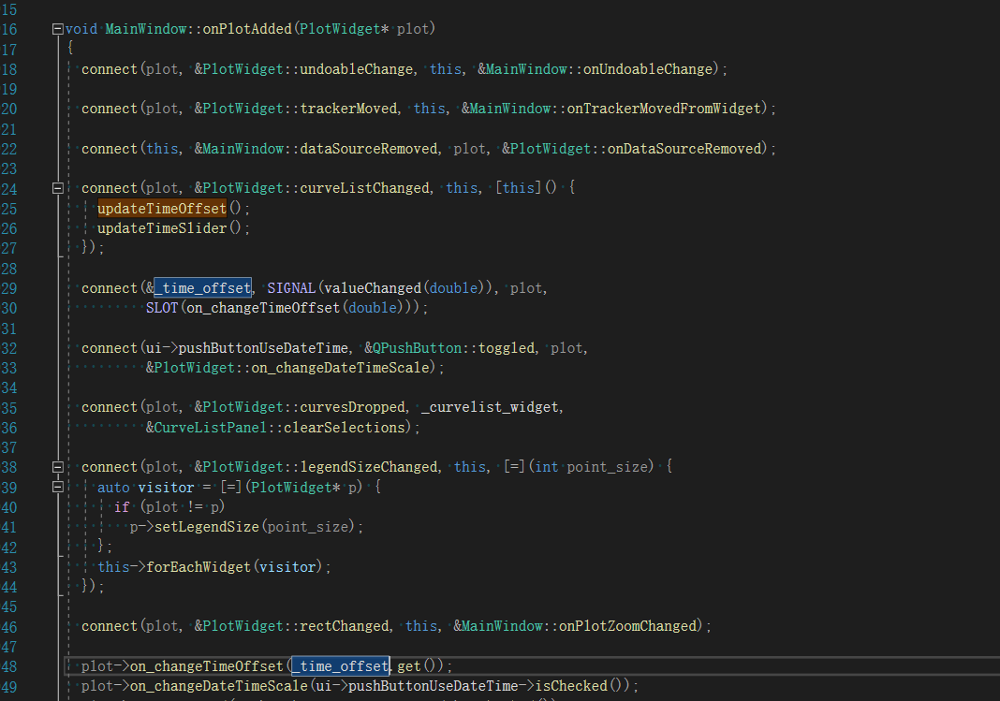 15
16 void MainWindow::onPlotAdded(PlotWidget* plot)
17 {
18 connect(plot, &PlotWidget::undoableChange, this, &MainWindow::onUndoableChange);
19
20 connect(plot, &PlotWidget::trackerMoved, this, &MainWindow::onTrackerMovedFromWidget);
21
22 connect(this, &MainWindow::dataSourceRemoved, plot, &PlotWidget::onDataSourceRemoved);
23
24 connect(plot, &PlotWidget::curveListChanged, this, [this]() {
25 updateTimeOffset();
26 updateTimeSlider();
27 });
28
29 connect(&_time_offset, SIGNAL(valueChanged(double)), plot,
30 SLOT(on_changeTimeOffset(double)));
31
32 connect(ui->pushButtonUseDateTime, &QPushButton::toggled, plot,
33 &PlotWidget::on_changeDateTimeScale);
34
35 connect(plot, &PlotWidget::curvesDropped, _curvelist_widget,
36 &CurveListPanel::clearSelections);
37
38 connect(plot, &PlotWidget::legendSizeChanged, this, [=](int point_size) {
39 auto visitor = [=](PlotWidget* p) {
40 if (plot != p)
41 p->setLegendSize(point_size);
42 };
43 this->forEachWidget(visitor);
44 });
45
46 connect(plot, &PlotWidget::rectChanged, this, &MainWindow::onPlotZoomChanged);
47
48 plot->on_changeTimeOffset(_time_offset.get());
49 plot->on_changeDateTimeScale(ui->pushButtonUseDateTime->isChecked());